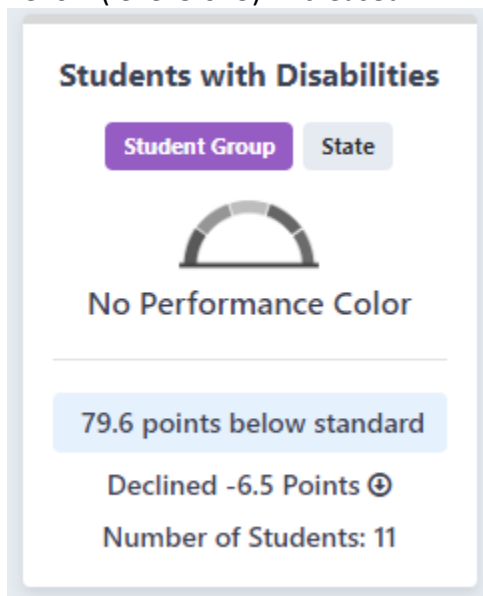 Students with Disabilities
Student Group State
No Performance Color
79.6 points below standard
Declined -6.5 Points
Number of Students: 11